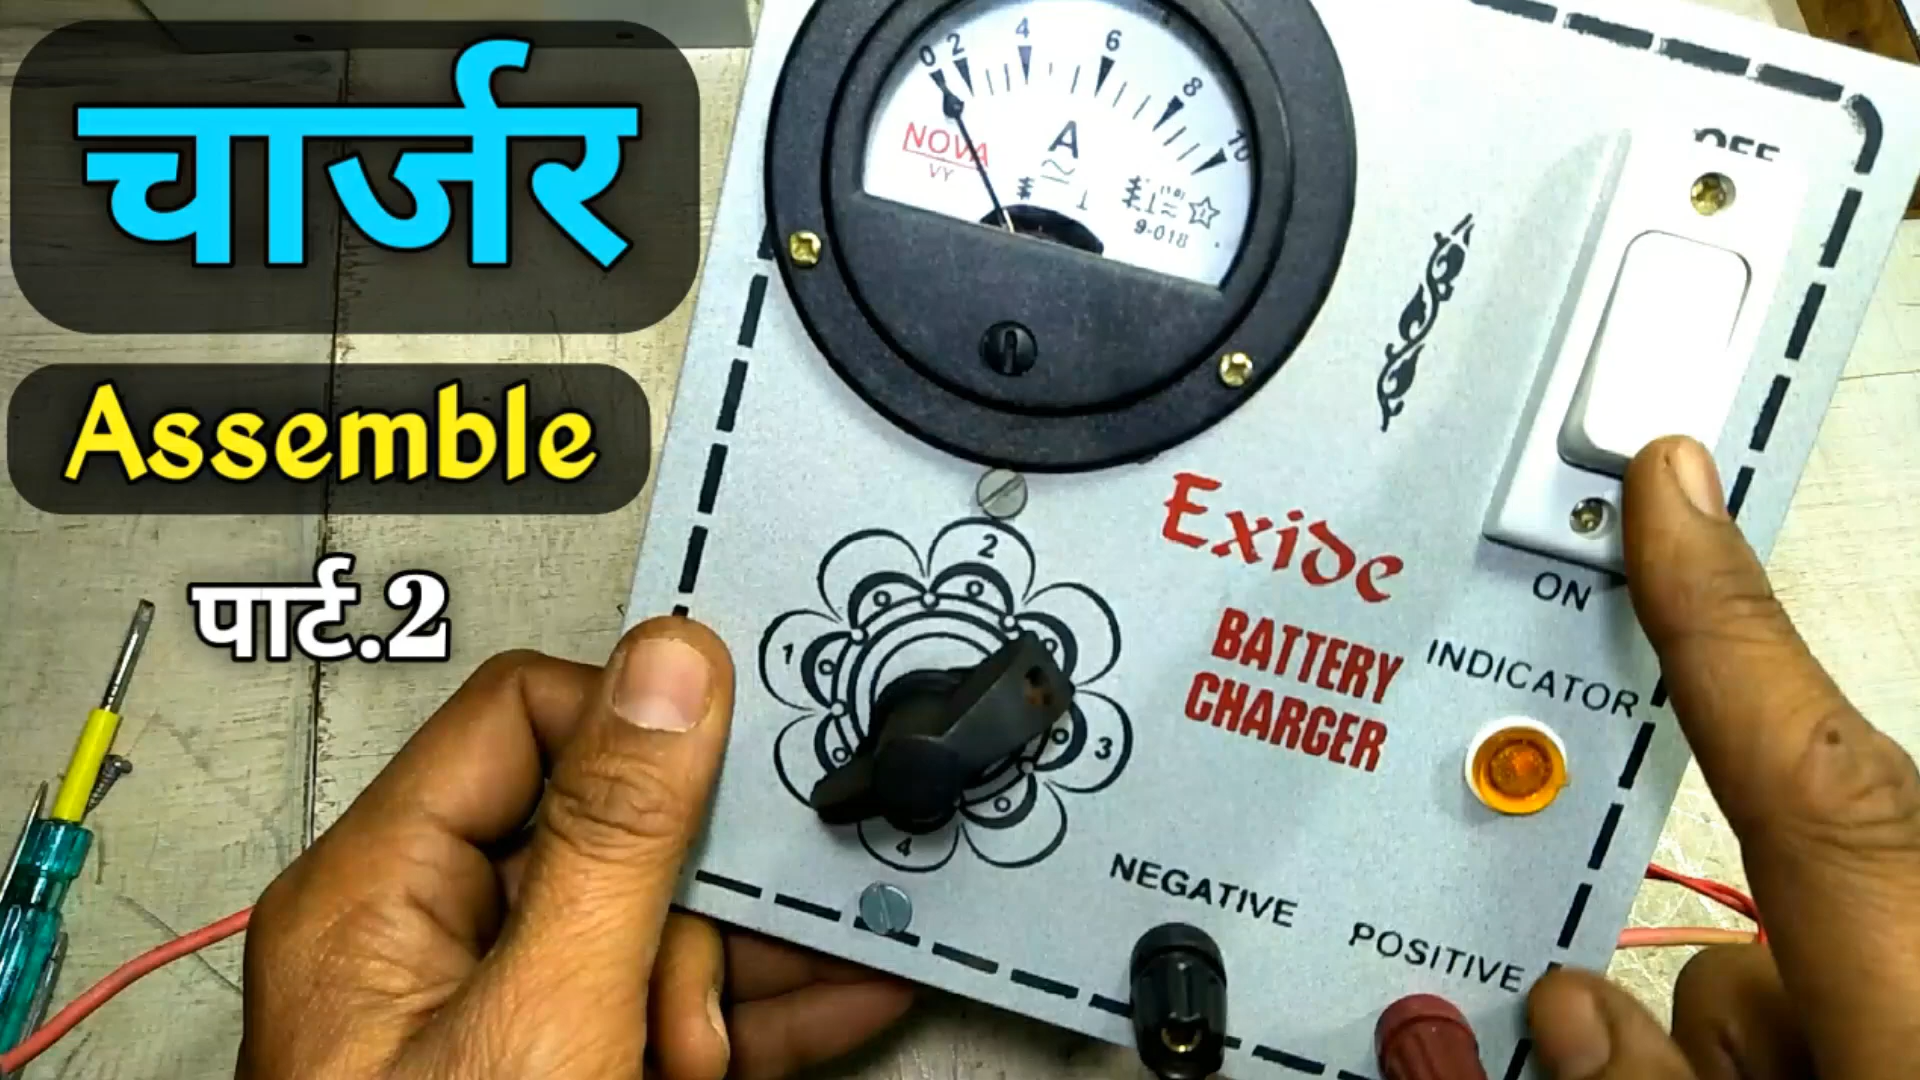 चार्जर
Assemble
पार्ट.2
0 2 4 6 8 10
A
NOVA
VY
9-018
OFF
ON
Exide
BATTERY
CHARGER
INDICATOR
1
2
3
4
NEGATIVE
POSITIVE